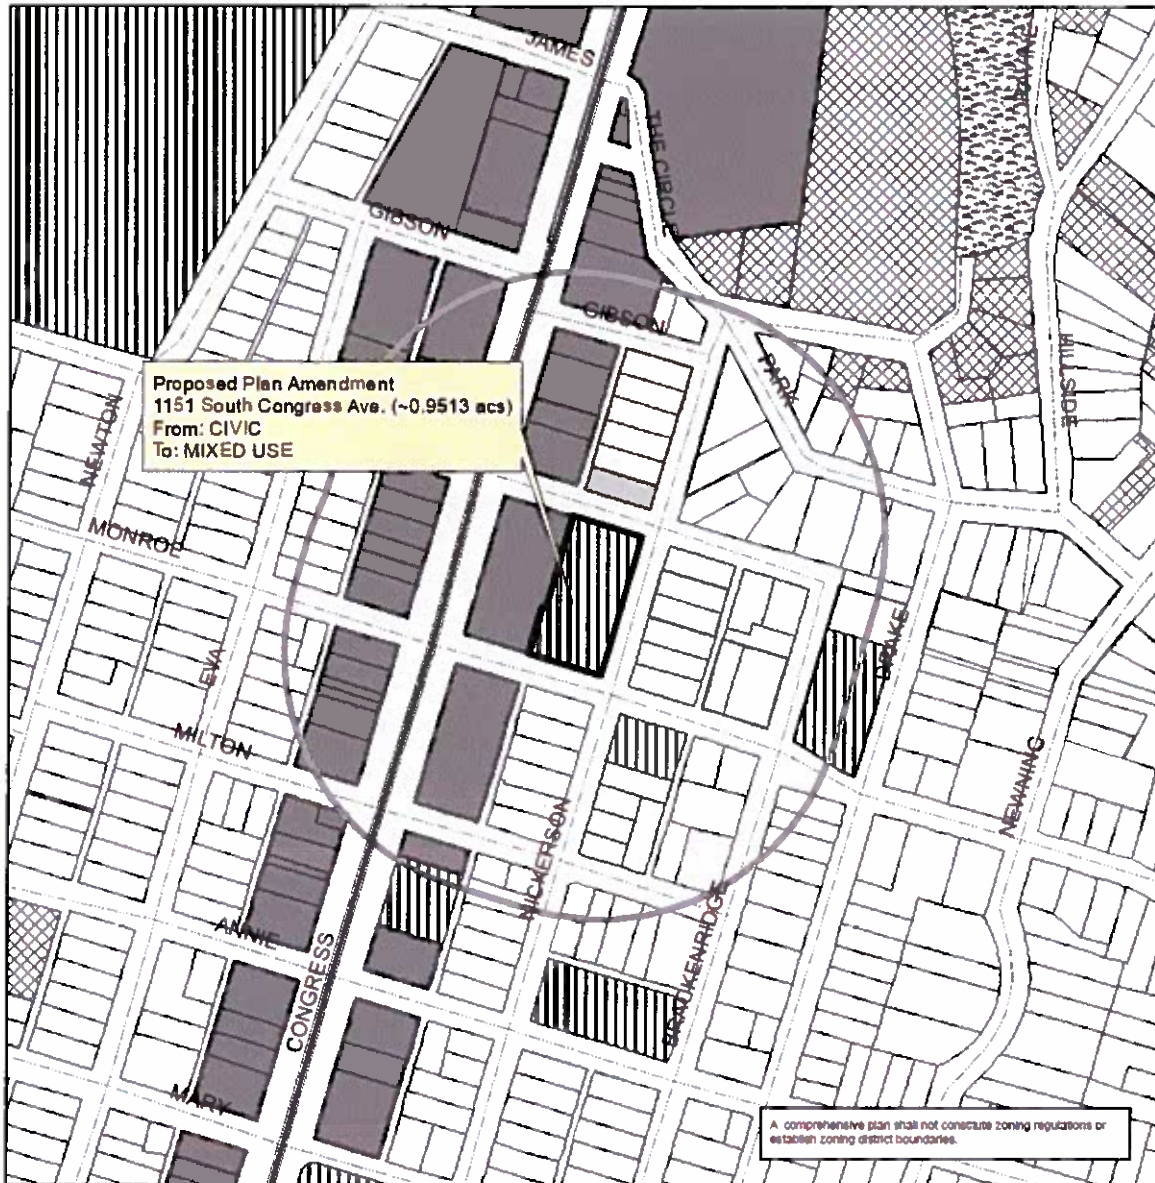 JAMES
THE CIRCLE
GIBSON
GIBSON
PARK
HILLSIDE
Proposed Plan Amendment
1151 South Congress Ave. (~0.9513 acs)
From: CIVIC
To: MIXED USE
NEWTON
MONROE
EVA
DRAKE
MILTON
NEWNING
NICKERSON
ANNIE
CONGRESS
BRAUKENRIDGE
MARY
A comprehensive plan shall not constitute zoning regulations or
establish zoning district boundaries.